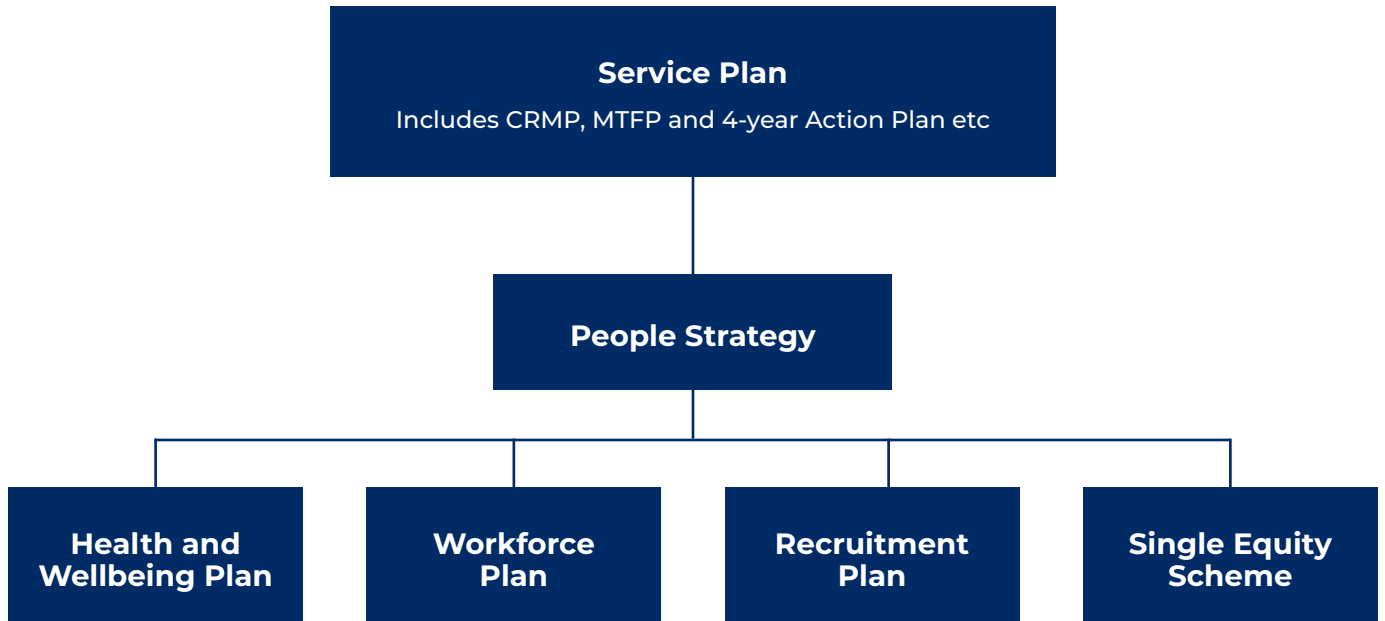 Service Plan
Includes CRMP, MTFP and 4-year Action Plan etc
People Strategy
Health and
Wellbeing Plan
Workforce
Plan
Recruitment
Plan
Single Equity
Scheme